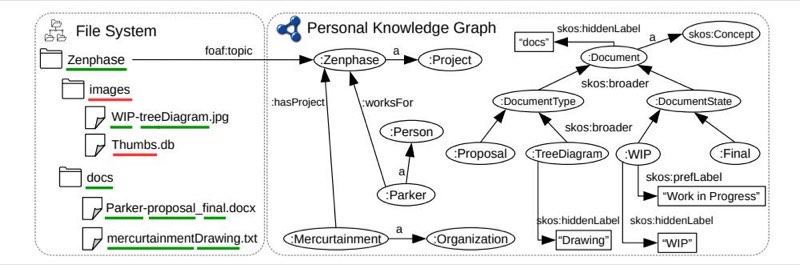 File System
Zenphase
images
WIP-treeDiagram.jpg
Thumbs.db
docs
Parker-proposal_final.docx
mercurtainmentDrawing.txt
foaf:topic
Personal Knowledge Graph
:Zenphase
a
:Project
:hasProject
:worksFor
:Person
a
:Parker
:Mercurtainment
a
:Organization
skos:hiddenLabel
"docs"
a
skos:Concept
:Document
skos:broader
:DocumentType
:DocumentState
skos:broader
:Proposal
:TreeDiagram
:WIP
:Final
skos:prefLabel
"Work in Progress"
skos:hiddenLabel
skos:hiddenLabel
"Drawing"
"WIP"